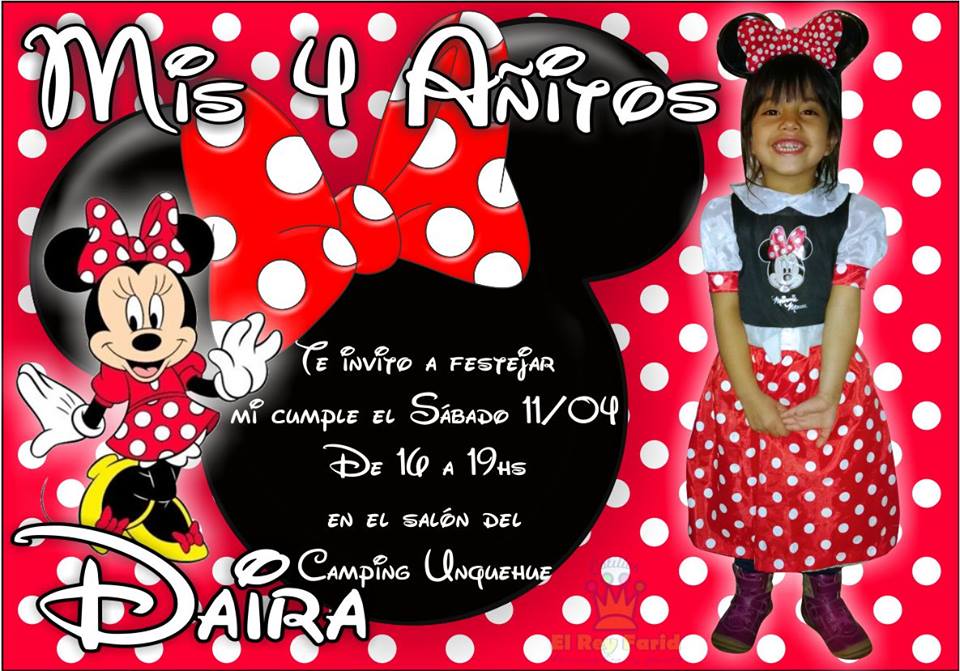 Mis 4 Añitos
Te invito a festejar
mi cumple el Sábado 11/04
De 16 a 19hs
en el salón del
Camping Unquehue
Daira
El Rey Farid